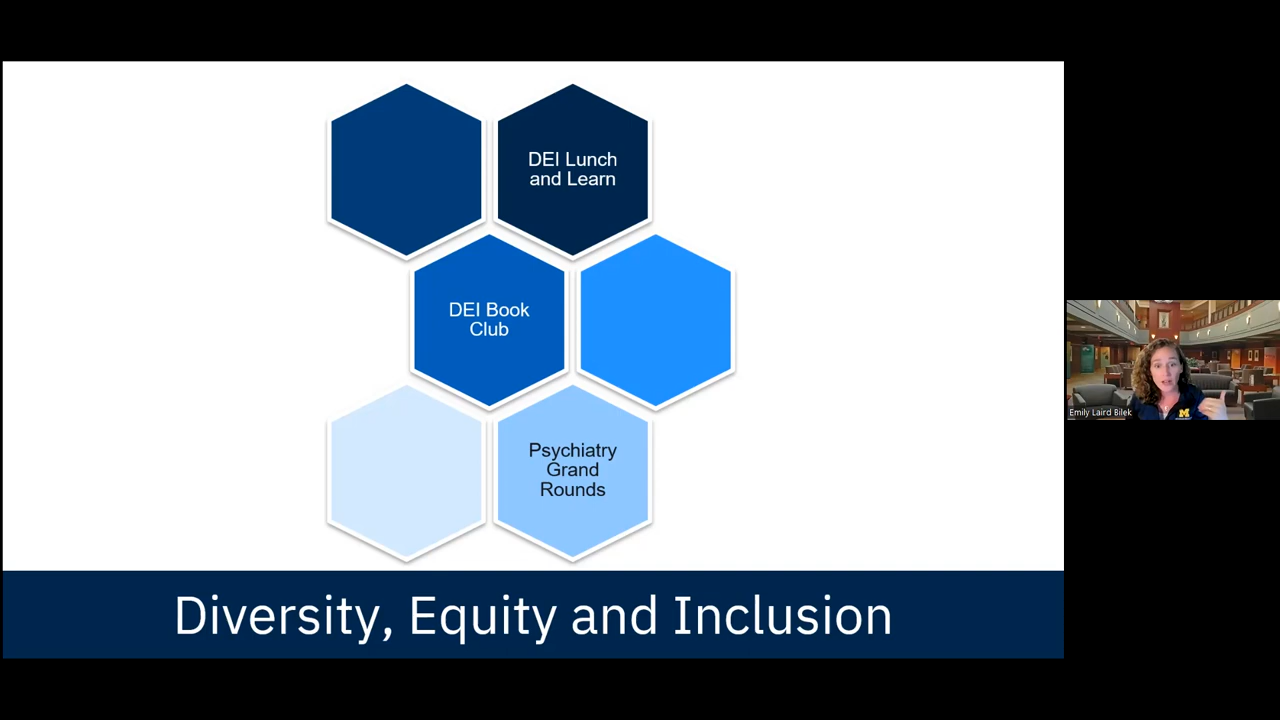 DEI Lunch
and Learn
DEI Book
Club
Psychiatry
Grand
Rounds
Diversity, Equity and Inclusion
Emily Laird Bilek
M